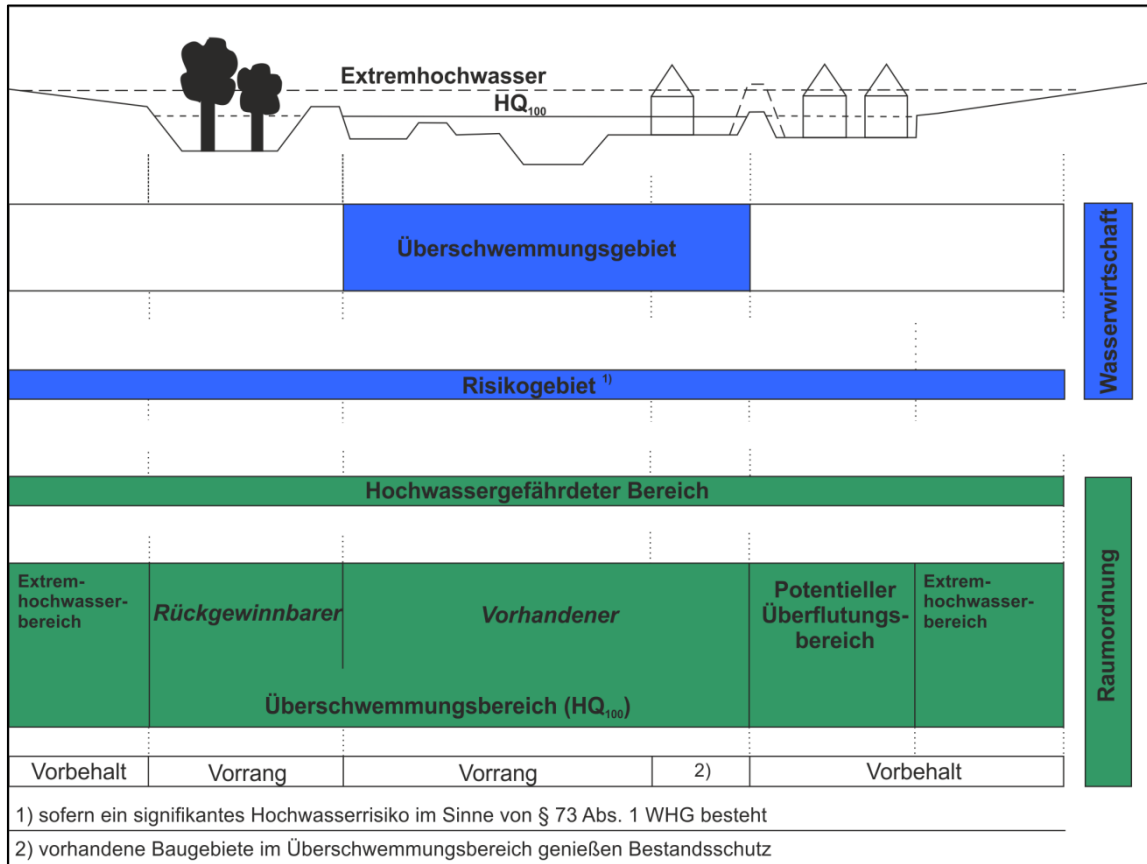 Extremhochwasser
HQ100
Überschwemmungsgebiet
Wasserwirtschaft
Risikogebiet 1)
Hochwassergefährdeter Bereich
Raumordnung
Extrem-
hochwasser-
bereich
Rückgewinnbarer
Vorhandener
Potentieller
Überflutungs-
bereich
Extrem-
hochwasser-
bereich
Überschwemmungsbereich (HQ100)
Vorbehalt
Vorrang
Vorrang
2)
Vorbehalt
1) sofern ein signifikantes Hochwasserrisiko im Sinne von § 73 Abs. 1 WHG besteht
2) vorhandene Baugebiete im Überschwemmungsbereich genießen Bestandsschutz